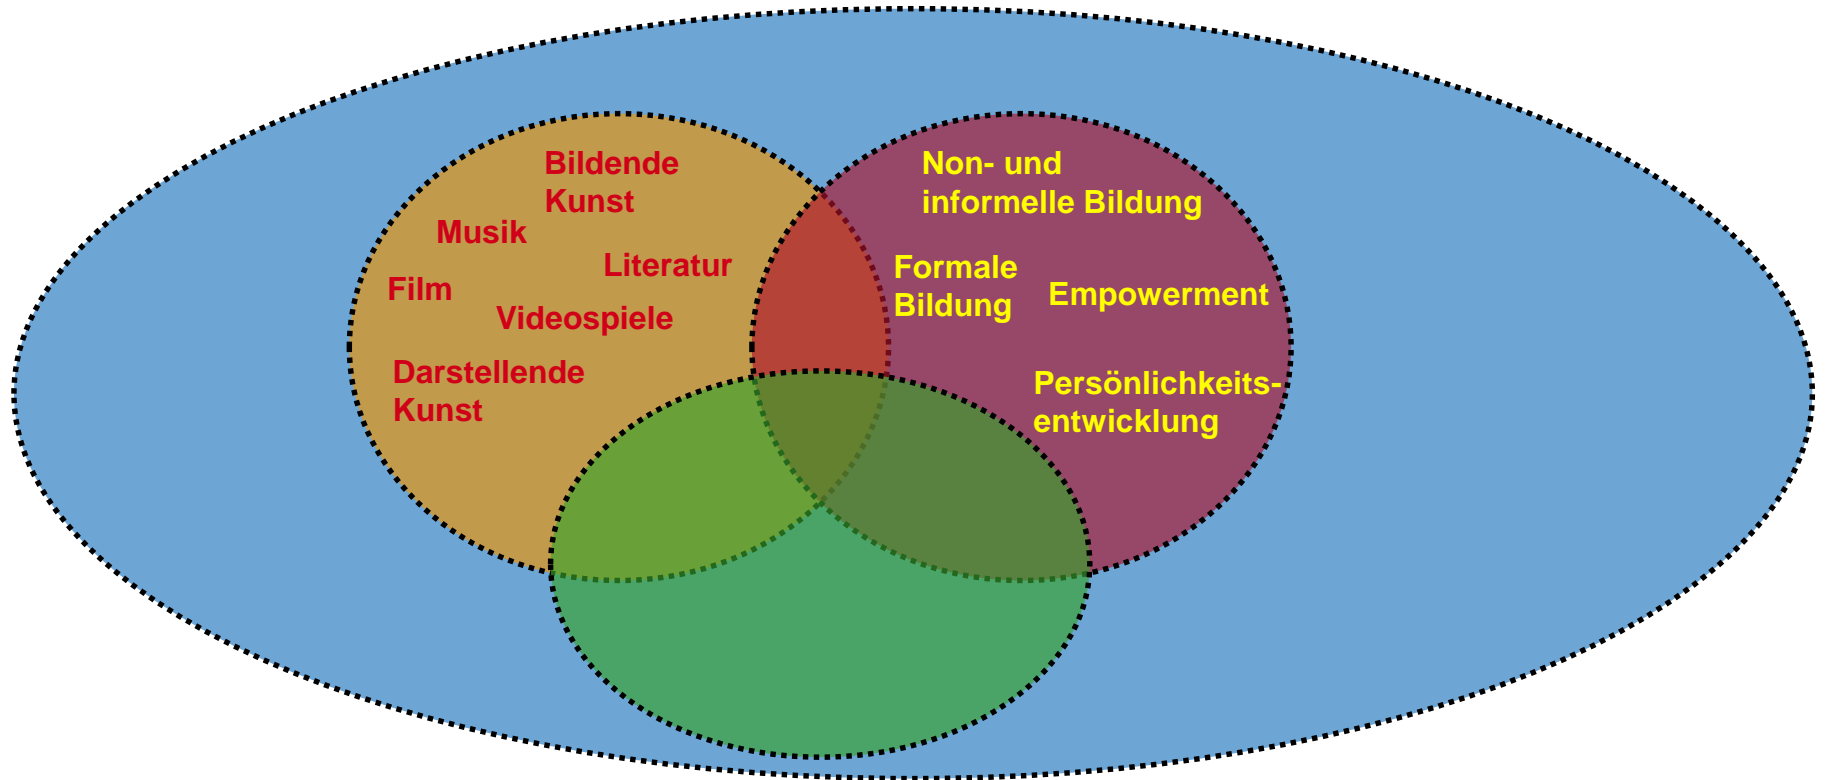 Bildende
Kunst
Musik
Literatur
Film
Videospiele
Darstellende
Kunst
Non- und
informelle Bildung
Formale
Bildung
Empowerment
Persönlichkeits-
entwicklung